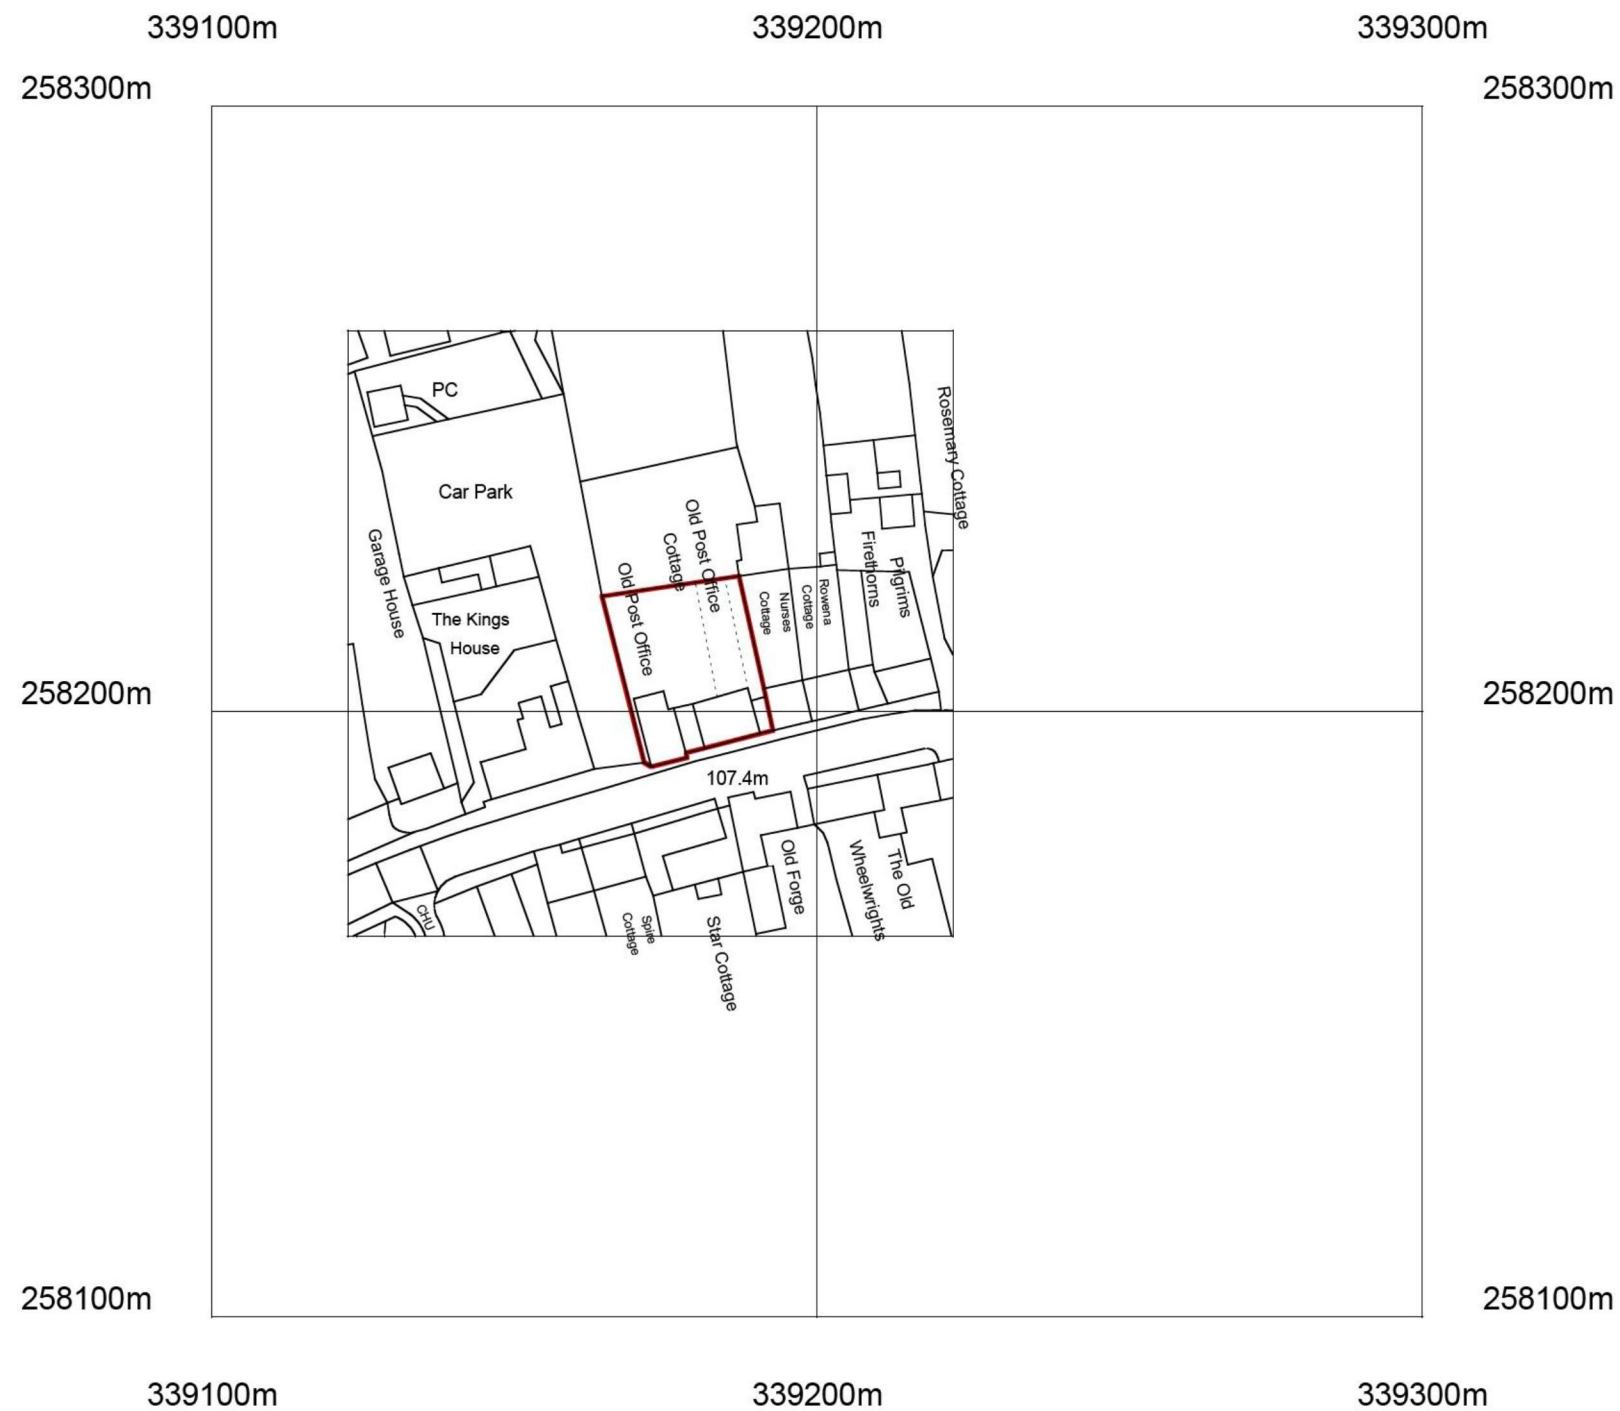 339100m
339200m
339300m
258300m
258300m
PC
Rosemary Cottage
Car Park
Garage House
Old Post Office
Cottage
Old Post Office
Firethorns
Pilgrims
The Kings
House
Nurses
Cottage
Rowena
Cottage
258200m
258200m
107.4m
Old Forge
The Old
Wheelwrights
CHU
Spire
Cottage
Star Cottage
258100m
258100m
339100m
339200m
339300m